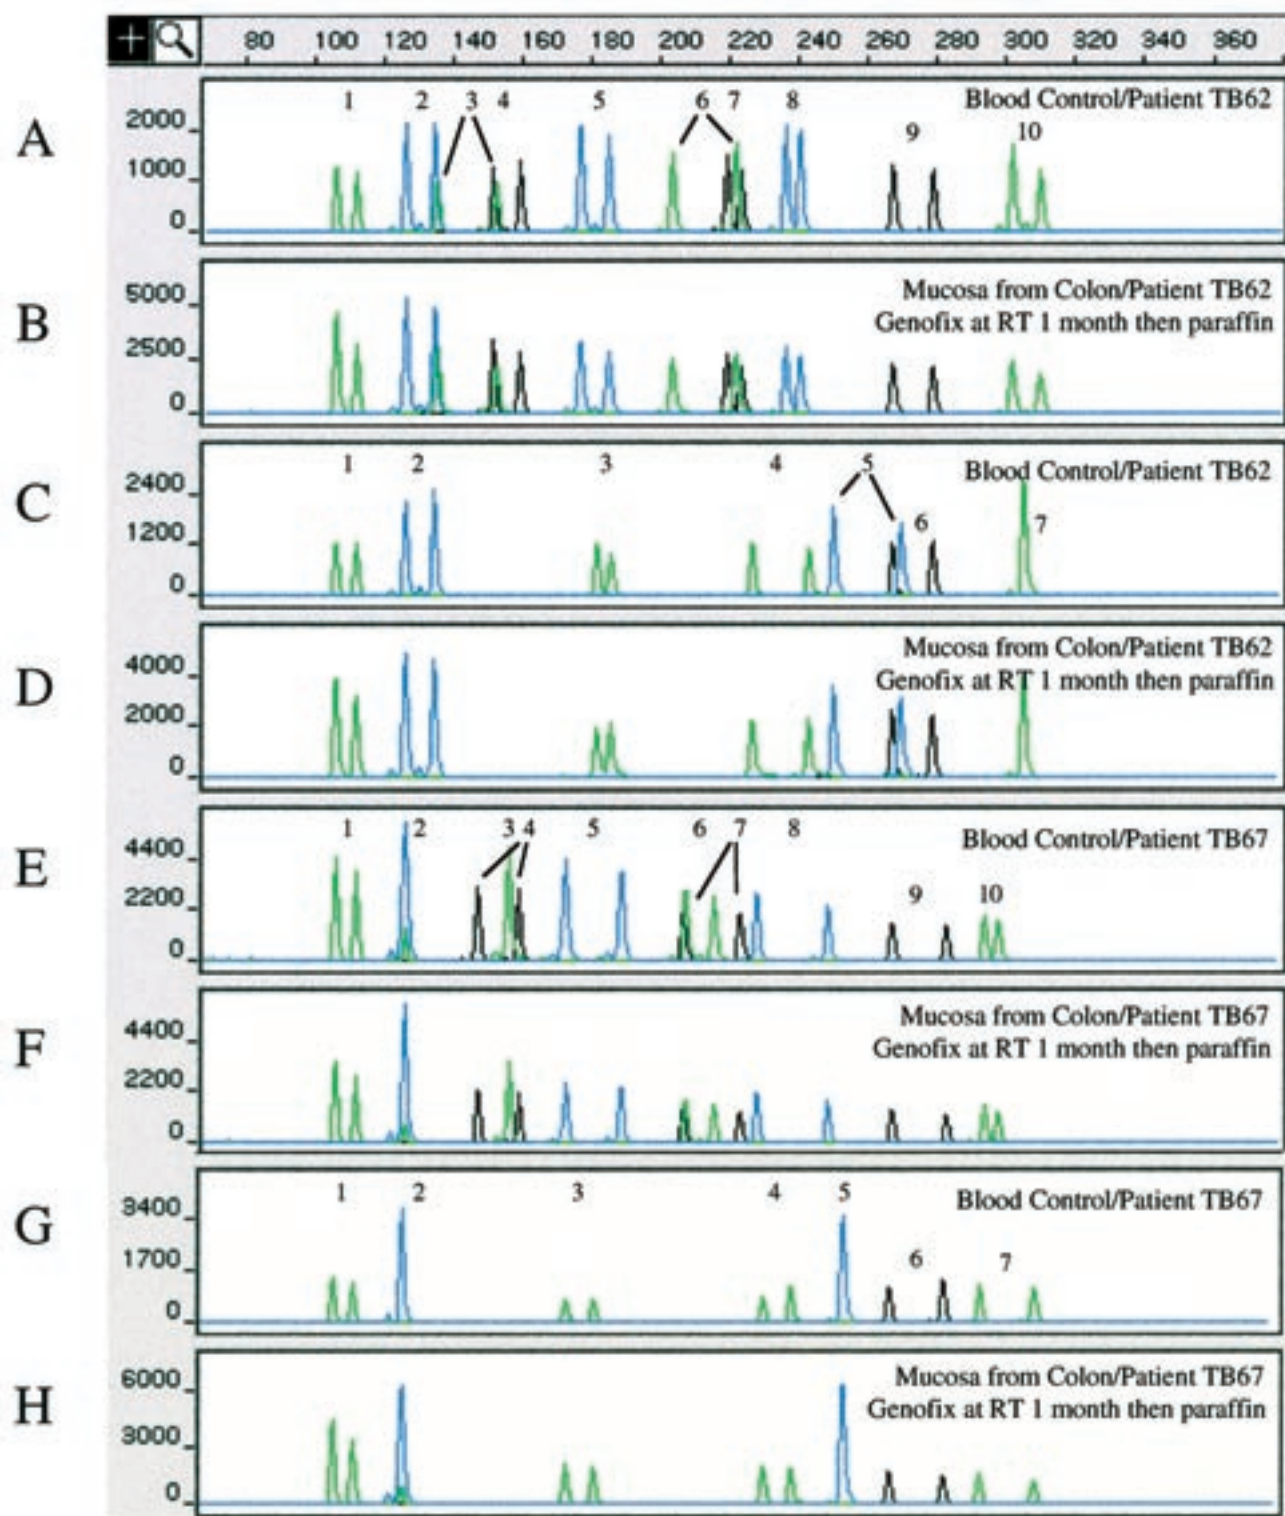 80 100 120 140 160 180 200 220 240 260 280 300 320 340 360
A
1 2 3 4 5 6 7 8 9 10
Blood Control/Patient TB62
2000
1000
0
B
Mucosa from Colon/Patient TB62
Genofix at RT 1 month then paraffin
5000
2500
0
C
1 2 3 4 5 6 7
Blood Control/Patient TB62
2400
1200
0
D
Mucosa from Colon/Patient TB62
Genofix at RT 1 month then paraffin
4000
2000
0
E
1 2 3 4 5 6 7 8 9 10
Blood Control/Patient TB67
4400
2200
0
F
Mucosa from Colon/Patient TB67
Genofix at RT 1 month then paraffin
4400
2200
0
G
1 2 3 4 5 6 7
Blood Control/Patient TB67
3400
1700
0
H
Mucosa from Colon/Patient TB67
Genofix at RT 1 month then paraffin
6000
3000
0